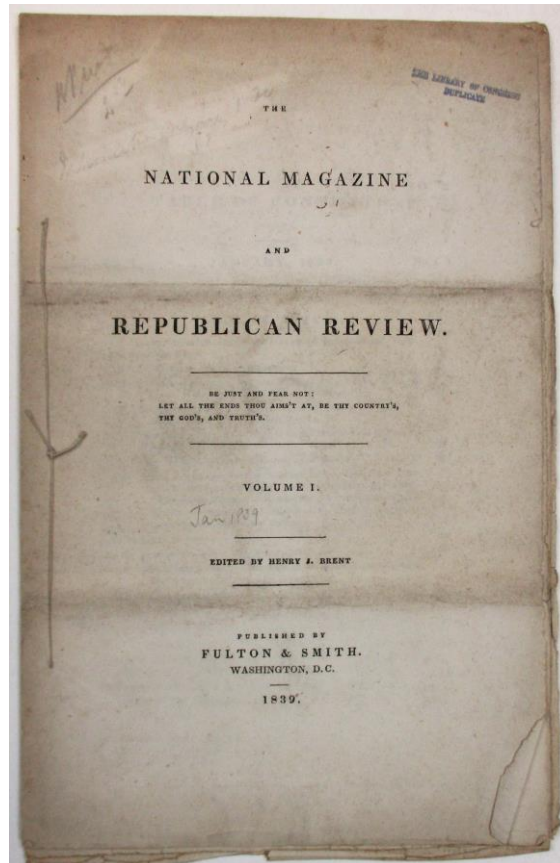 THE LIBRARY OF CONGRESS
DUPLICATE
THE
NATIONAL MAGAZINE
AND
REPUBLICAN REVIEW.
BE JUST AND FEAR NOT;
LET ALL THE ENDS THOU AIMS'T AT, BE THY COUNTRY'S,
THY GOD'S, AND TRUTH'S.
VOLUME I.
Jan 1839
EDITED BY HENRY J. BRENT
PUBLISHED BY
FULTON & SMITH.
WASHINGTON, D.C.
1839.